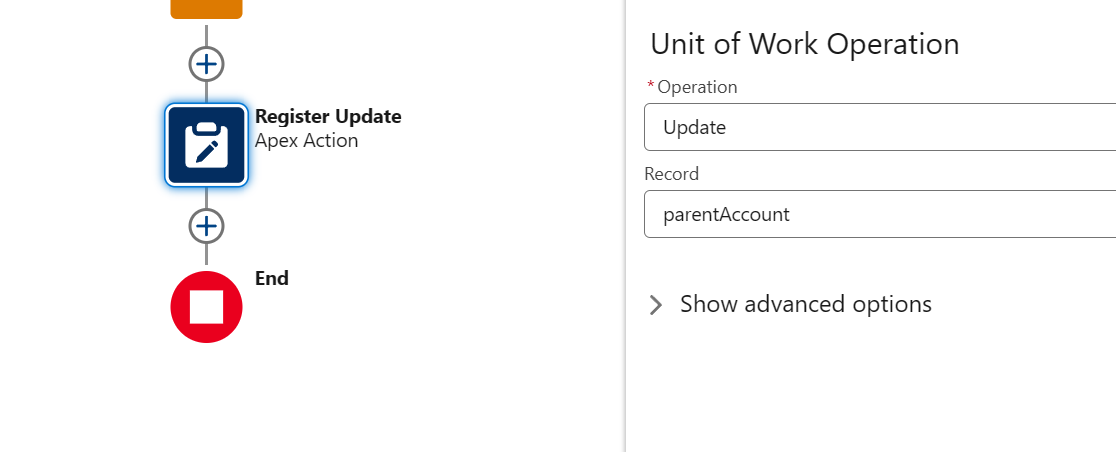 Register Update
Apex Action
End
Unit of Work Operation
* Operation
Update
Record
parentAccount
Show advanced options